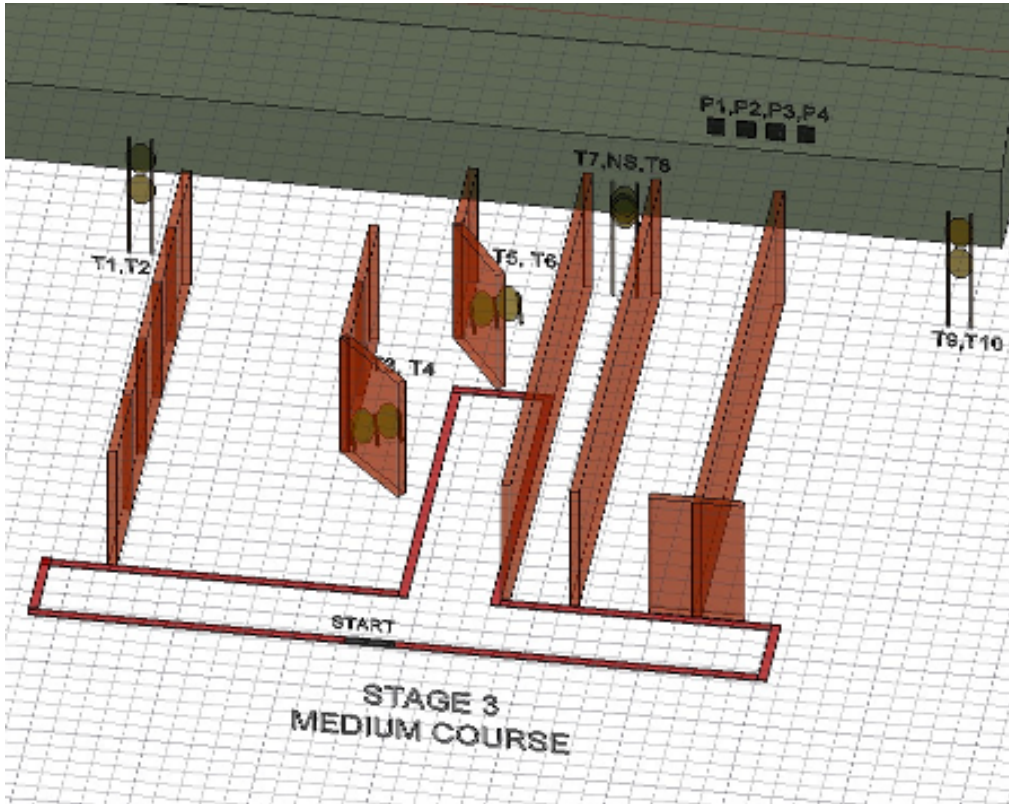 P1,P2,P3,P4
T7,NS,T8
T1,T2
T5, T6
T9,T10
T4
START
STAGE 3
MEDIUM COURSE